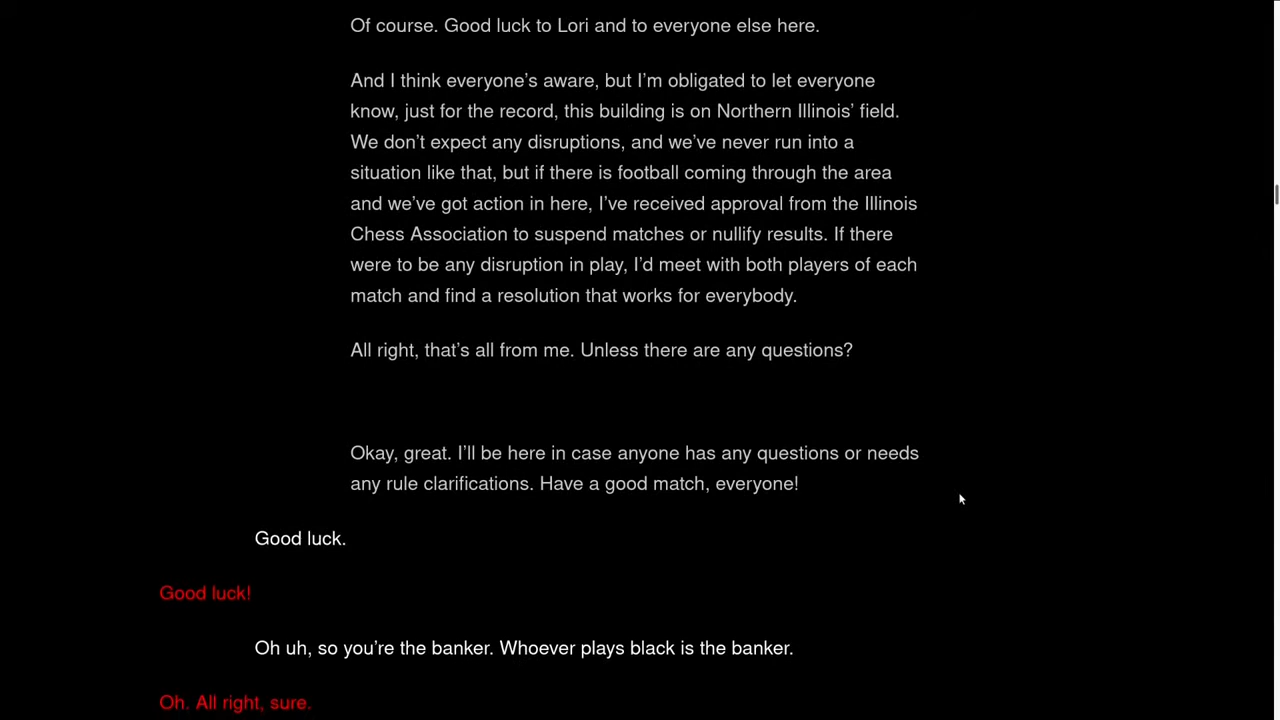 Of course. Good luck to Lori and to everyone else here.
And I think everyone’s aware, but I’m obligated to let everyone
know, just for the record, this building is on Northern Illinois’ field.
We don’t expect any disruptions, and we’ve never run into a
situation like that, but if there is football coming through the area
and we’ve got action in here, I’ve received approval from the Illinois
Chess Association to suspend matches or nullify results. If there
were to be any disruption in play, I’d meet with both players of each
match and find a resolution that works for everybody.
All right, that’s all from me. Unless there are any questions?
Okay, great. I’ll be here in case anyone has any questions or needs
any rule clarifications. Have a good match, everyone!
Good luck.
Good luck!
Oh uh, so you’re the banker. Whoever plays black is the banker.
Oh. All right, sure.